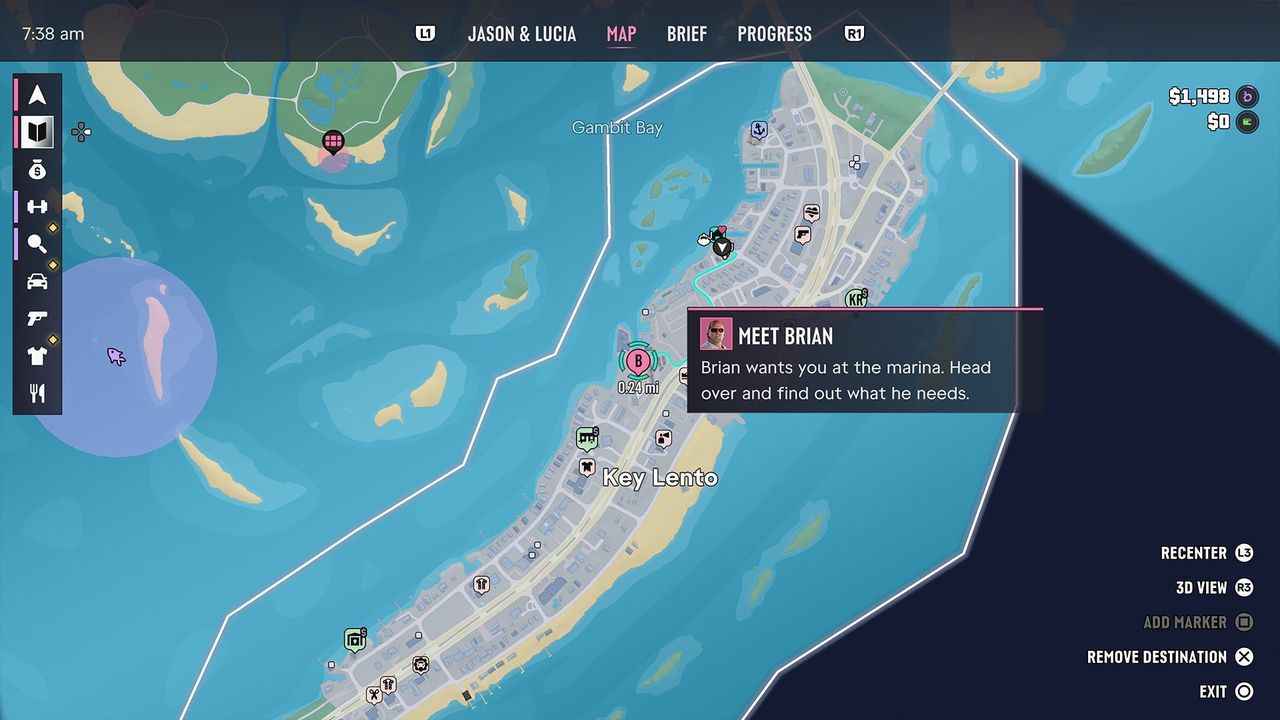 7:38 am
L1 JASON & LUCIA MAP BRIEF PROGRESS R1
$1,498
$0
Gambit Bay
KR
MEET BRIAN
Brian wants you at the marina. Head
over and find out what he needs.
B
0.24 mi
Key Lento
RECENTER L3
3D VIEW R3
ADD MARKER
REMOVE DESTINATION
EXIT